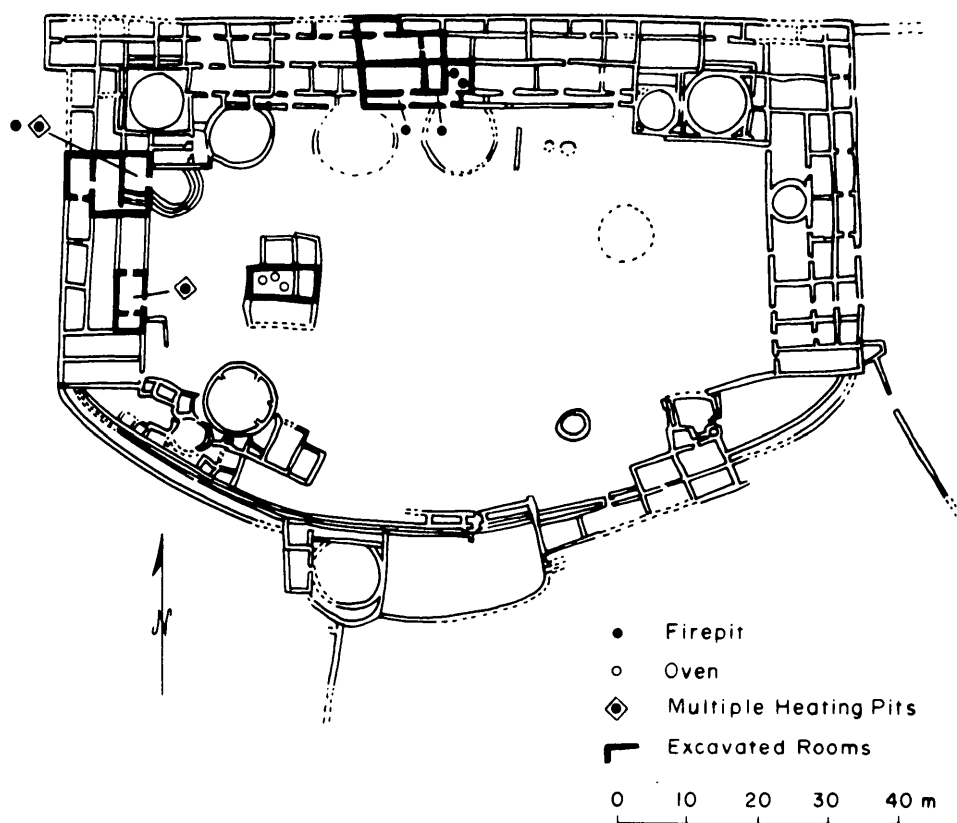 N
Firepit
Oven
Multiple Heating Pits
Excavated Rooms
0 10 20 30 40 m